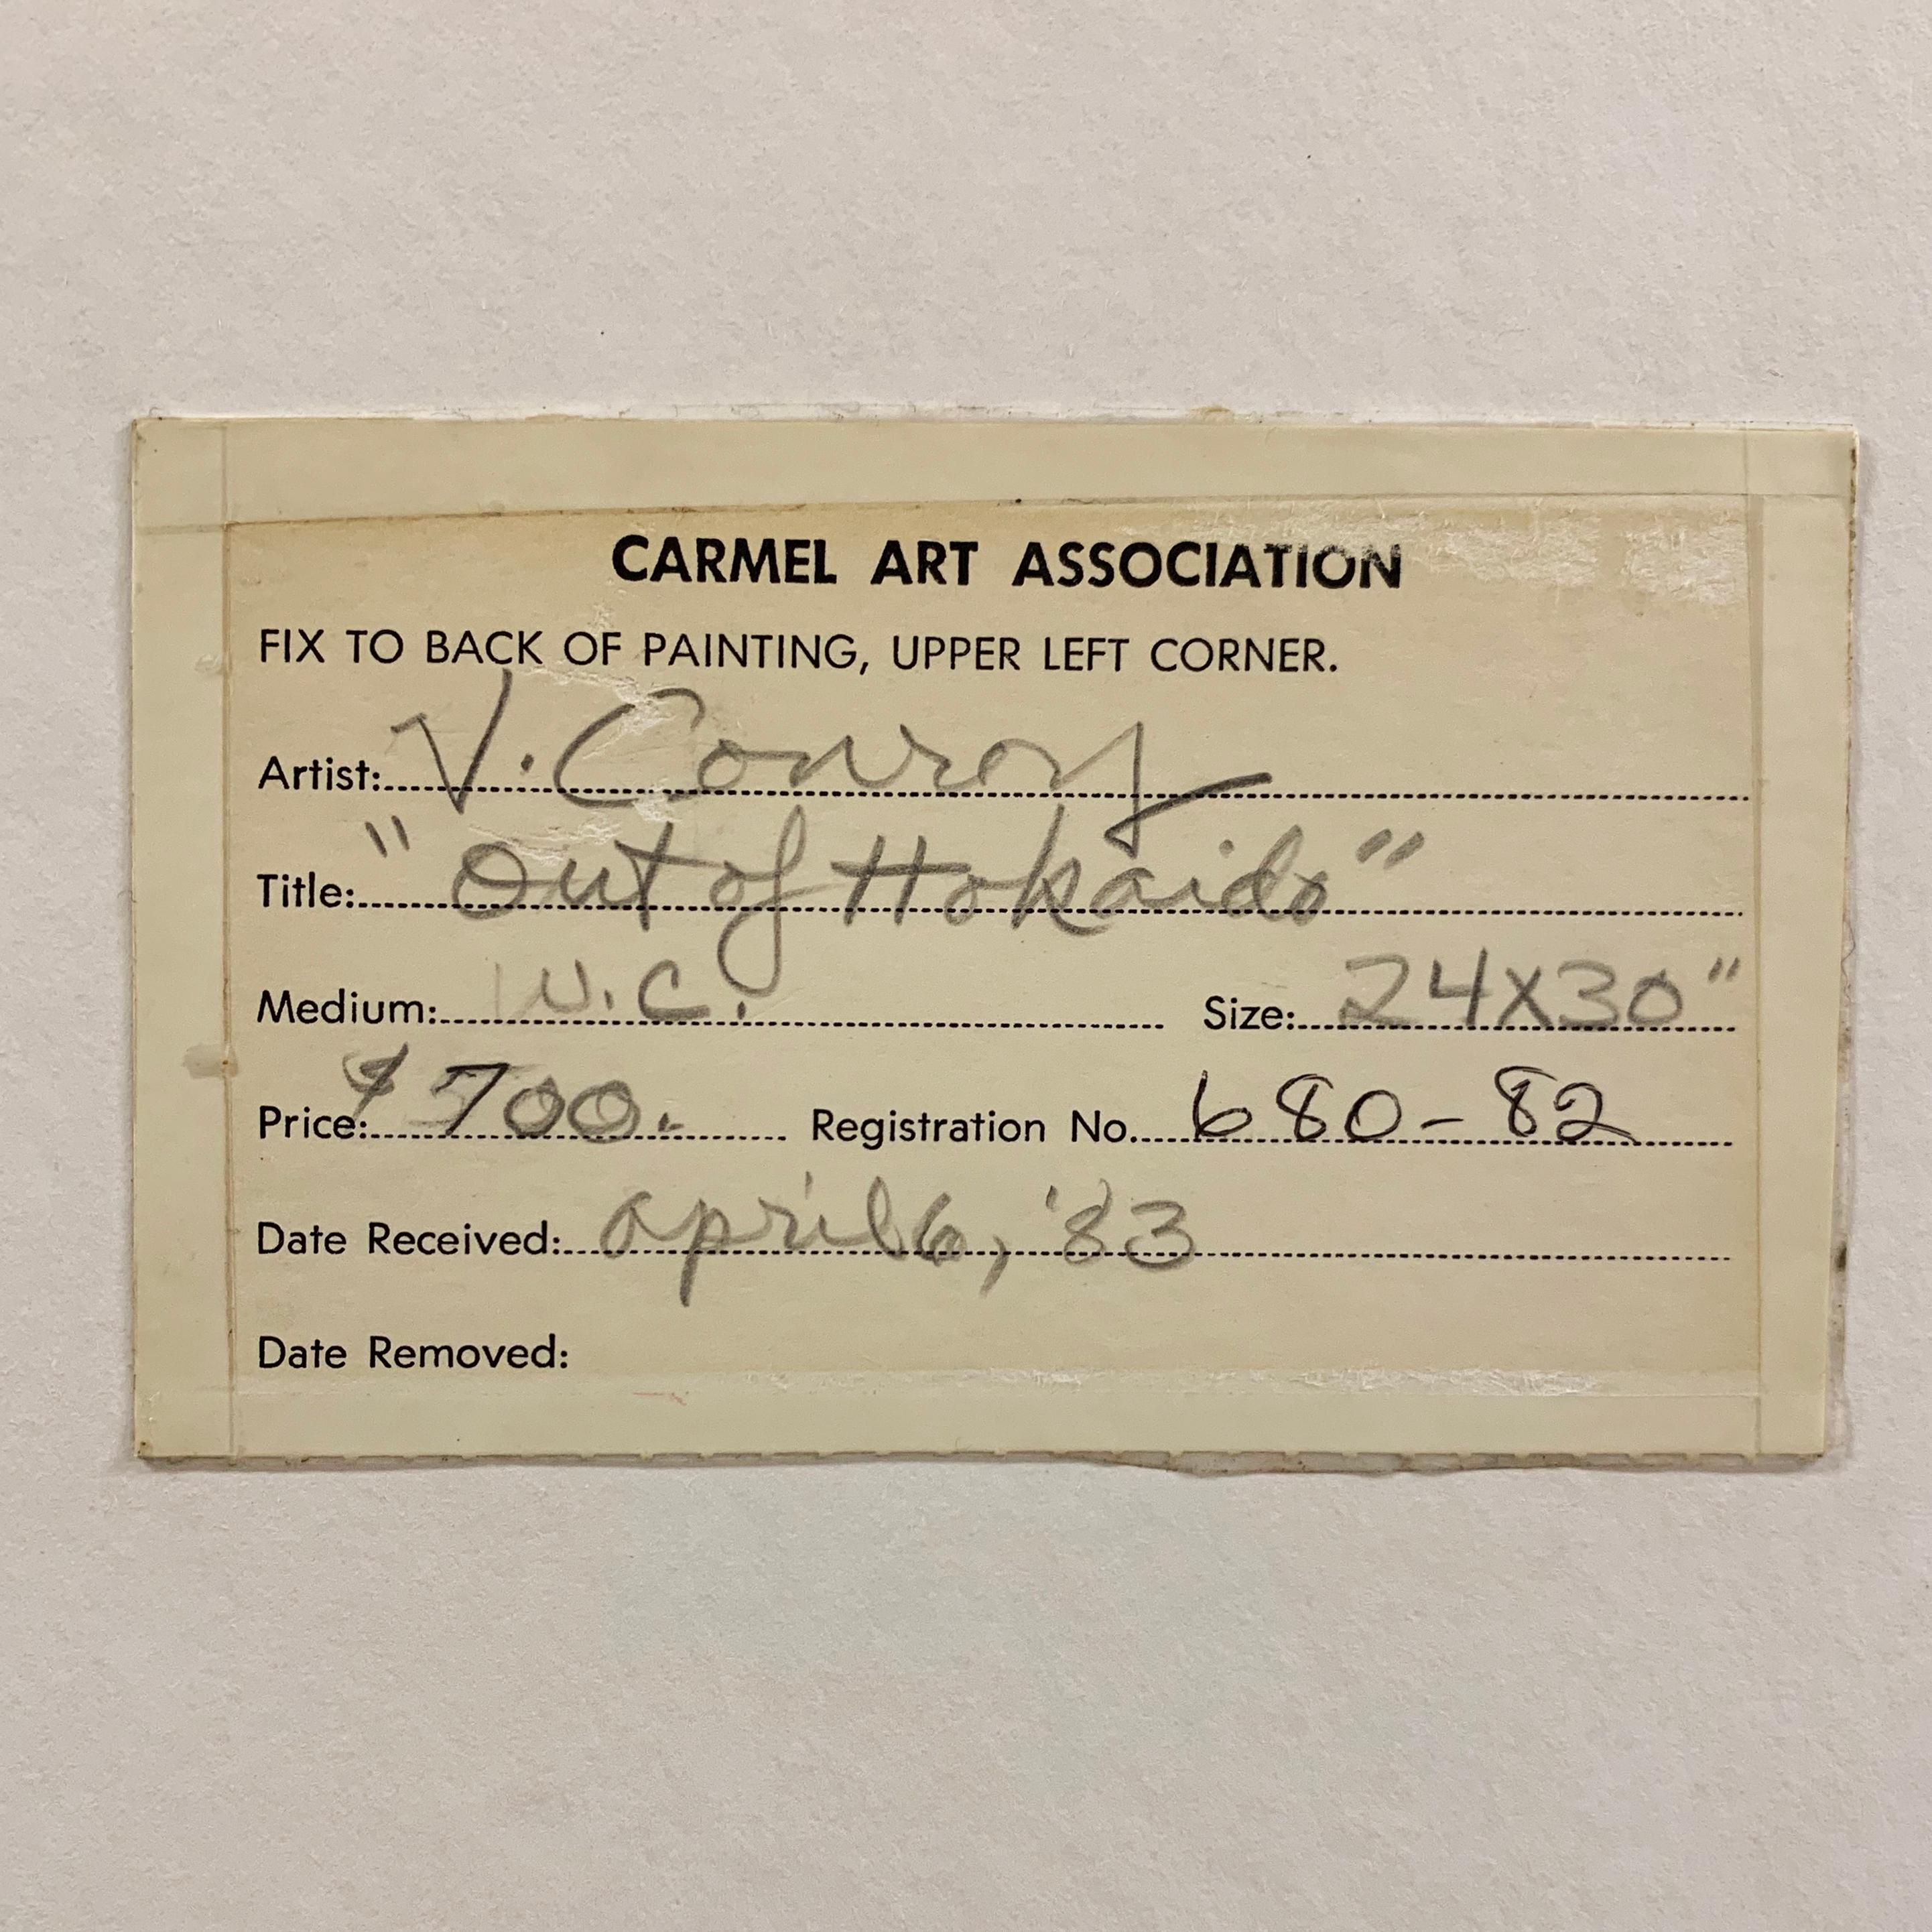 CARMEL ART ASSOCIATION
FIX TO BACK OF PAINTING, UPPER LEFT CORNER.
Artist: V. Conroy
Title: "Out of Hokaido"
Medium: W.C. Size: 24X30"
Price: $700. Registration No. 680-82
Date Received: april 6, '83
Date Removed: